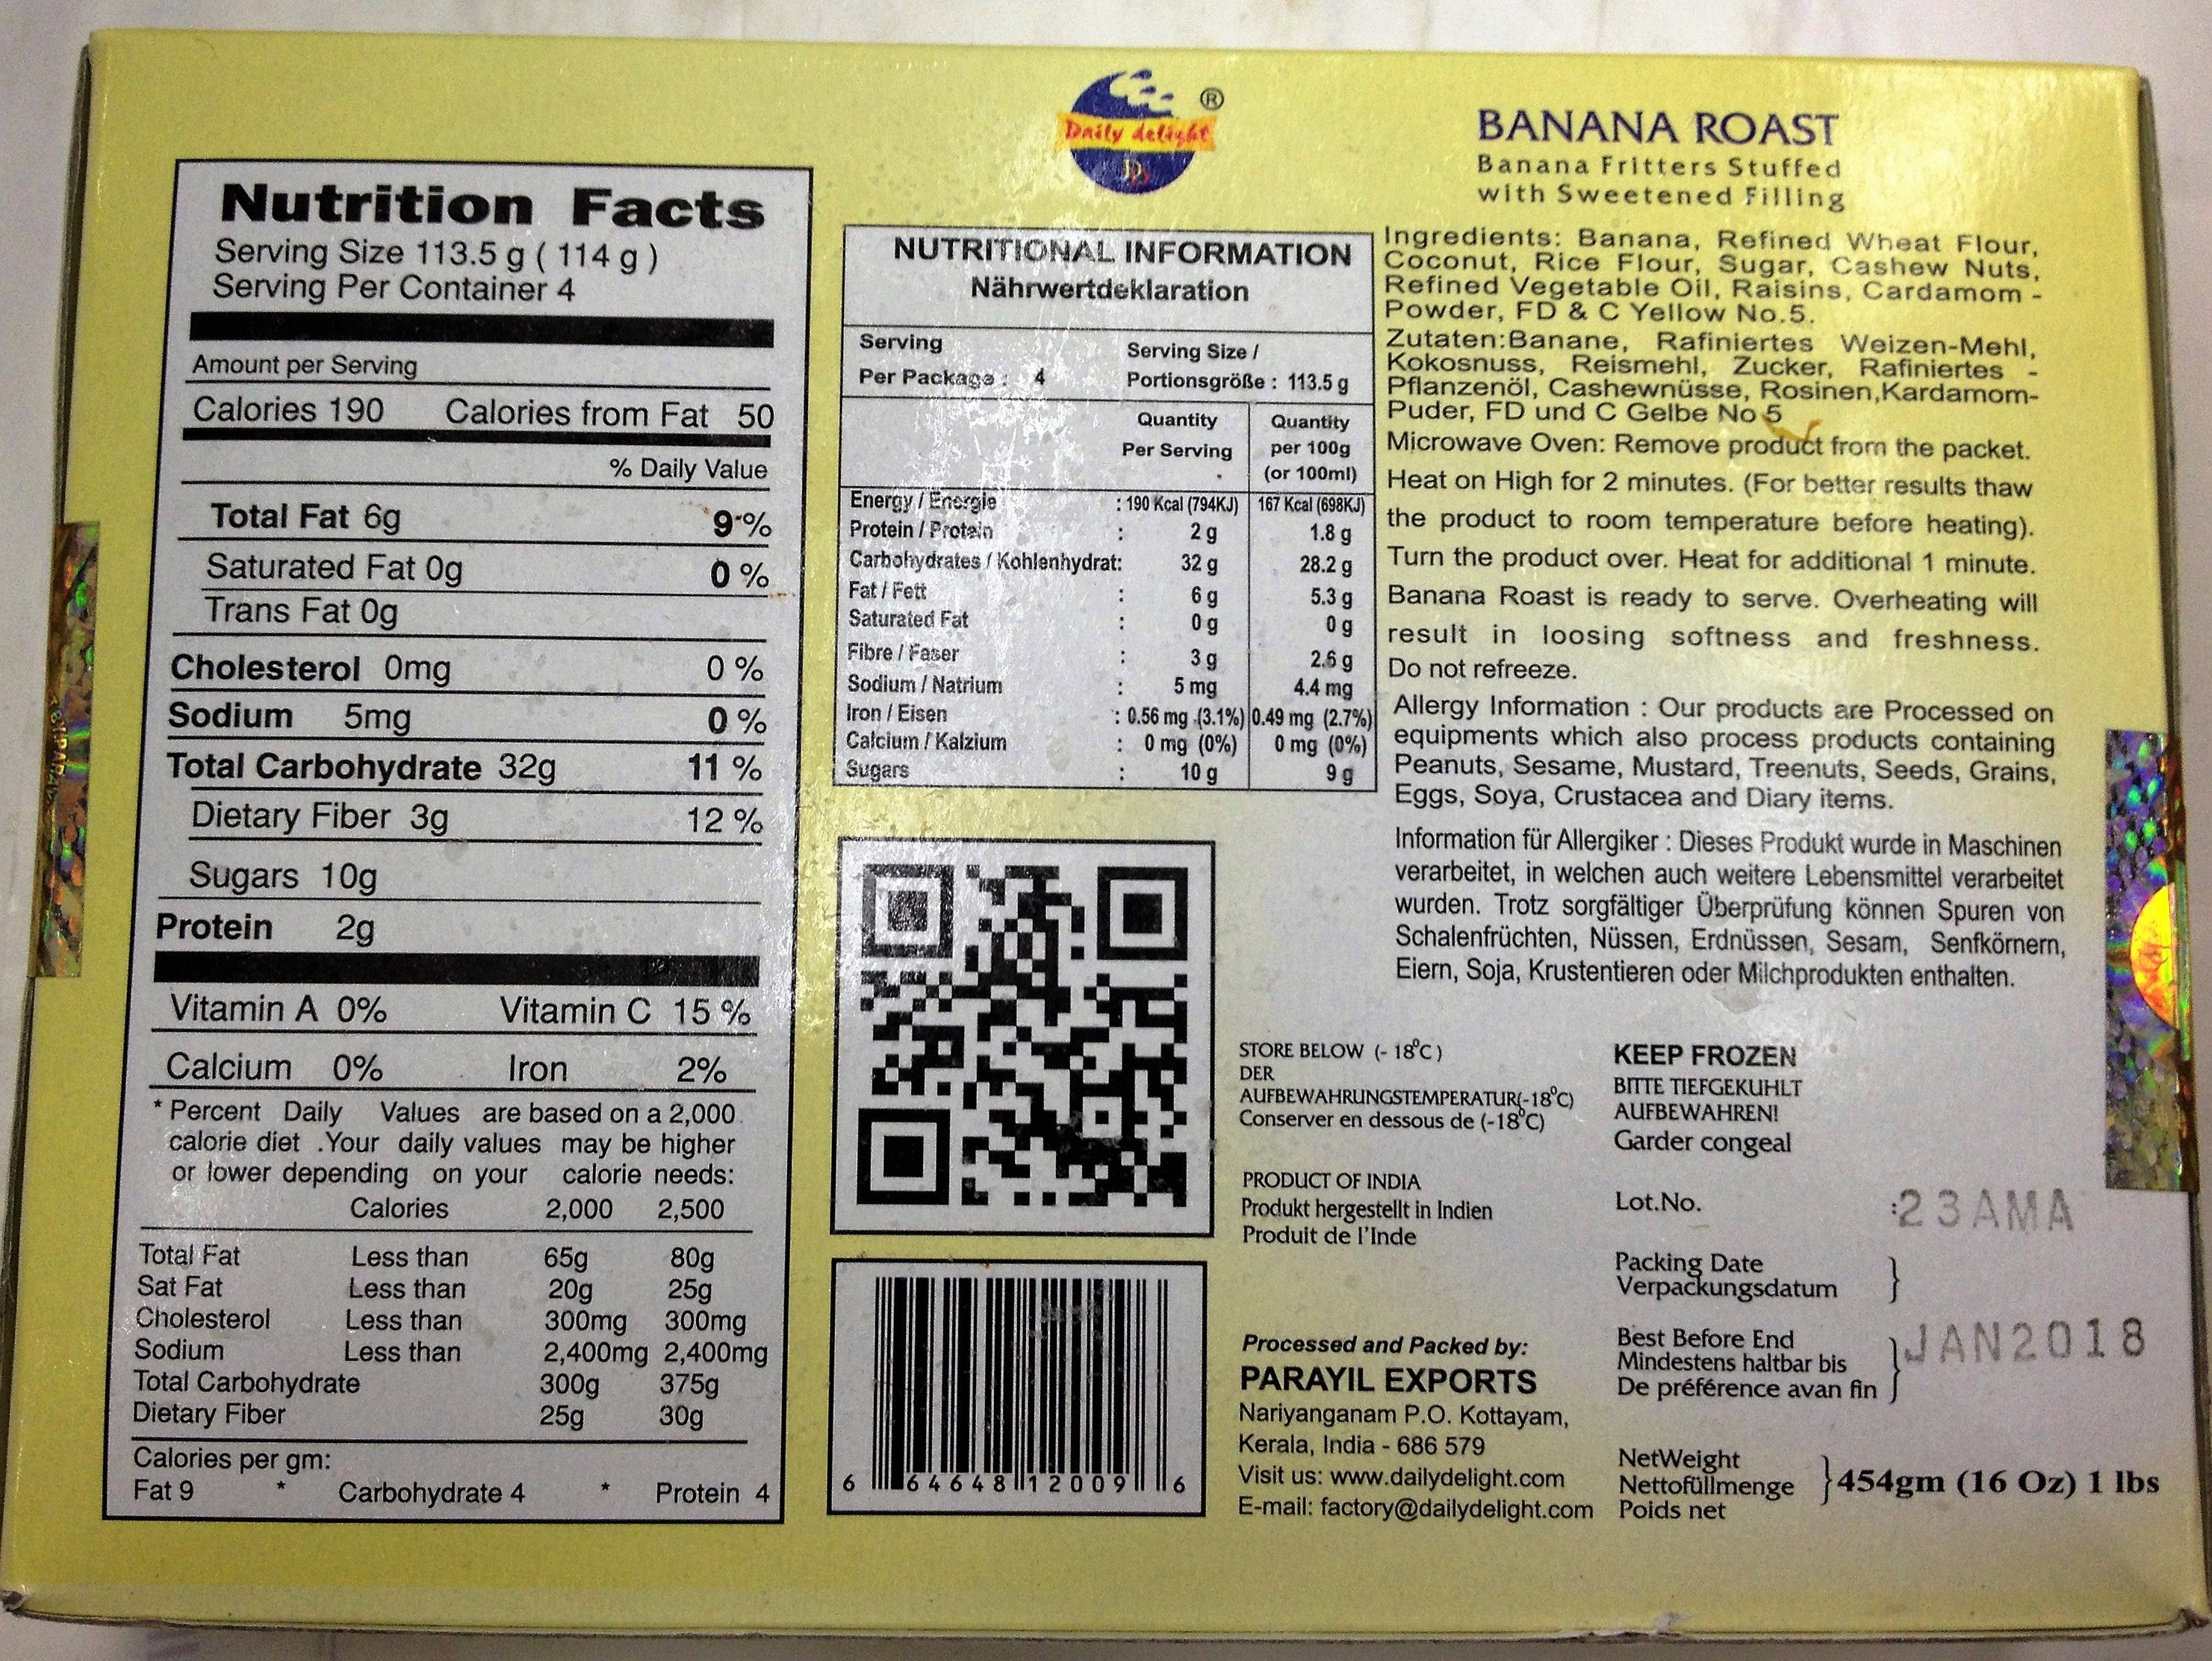 Daily delight
®
DD
Nutrition Facts
Serving Size 113.5 g ( 114 g )
Serving Per Container 4
Amount per Serving
Calories 190 Calories from Fat 50
% Daily Value
Total Fat 6g 9 %
Saturated Fat 0g 0 %
Trans Fat 0g
Cholesterol 0mg 0 %
Sodium 5mg 0 %
Total Carbohydrate 32g 11 %
Dietary Fiber 3g 12 %
Sugars 10g
Protein 2g
Vitamin A 0% Vitamin C 15 %
Calcium 0% Iron 2%
* Percent Daily Values are based on a 2,000
calorie diet .Your daily values may be higher
or lower depending on your calorie needs:
Calories 2,000 2,500
Total Fat Less than 65g 80g
Sat Fat Less than 20g 25g
Cholesterol Less than 300mg 300mg
Sodium Less than 2,400mg 2,400mg
Total Carbohydrate 300g 375g
Dietary Fiber 25g 30g
Calories per gm:
Fat 9 * Carbohydrate 4 * Protein 4
NUTRITIONAL INFORMATION
Nährwertdeklaration
Serving Serving Size /
Per Package : 4 Portionsgröße : 113.5 g
Quantity Quantity
Per Serving per 100g
(or 100ml)
Energy / Energie : 190 Kcal (794KJ) 167 Kcal (698KJ)
Protein / Protein : 2 g 1.8 g
Carbohydrates / Kohlenhydrat: 32 g 28.2 g
Fat / Fett : 6 g 5.3 g
Saturated Fat : 0 g 0 g
Fibre / Faser : 3 g 2.6 g
Sodium / Natrium : 5 mg 4.4 mg
Iron / Eisen : 0.56 mg (3.1%) 0.49 mg (2.7%)
Calcium / Kalzium : 0 mg (0%) 0 mg (0%)
Sugars : 10 g 9 g
6 64648 12009 6
BANANA ROAST
Banana Fritters Stuffed
with Sweetened Filling
Ingredients: Banana, Refined Wheat Flour,
Coconut, Rice Flour, Sugar, Cashew Nuts,
Refined Vegetable Oil, Raisins, Cardamom -
Powder, FD & C Yellow No.5.
Zutaten:Banane, Rafiniertes Weizen-Mehl,
Kokosnuss, Reismehl, Zucker, Rafiniertes -
Pflanzenöl, Cashewnüsse, Rosinen,Kardamom-
Puder, FD und C Gelbe No 5
Microwave Oven: Remove product from the packet.
Heat on High for 2 minutes. (For better results thaw
the product to room temperature before heating).
Turn the product over. Heat for additional 1 minute.
Banana Roast is ready to serve. Overheating will
result in loosing softness and freshness.
Do not refreeze.
Allergy Information : Our products are Processed on
equipments which also process products containing
Peanuts, Sesame, Mustard, Treenuts, Seeds, Grains,
Eggs, Soya, Crustacea and Diary items.
Information für Allergiker : Dieses Produkt wurde in Maschinen
verarbeitet, in welchen auch weitere Lebensmittel verarbeitet
wurden. Trotz sorgfältiger Überprüfung können Spuren von
Schalenfrüchten, Nüssen, Erdnüssen, Sesam, Senfkörnern,
Eiern, Soja, Krustentieren oder Milchprodukten enthalten.
STORE BELOW (- 18°C )
DER
AUFBEWAHRUNGSTEMPERATUR(-18°C)
Conserver en dessous de (-18°C)
KEEP FROZEN
BITTE TIEFGEKUHLT
AUFBEWAHREN!
Garder congeal
PRODUCT OF INDIA
Produkt hergestellt in Indien
Produit de l'Inde
Lot.No. :23AMA
Packing Date
Verpackungsdatum }
Best Before End
Mindestens haltbar bis } JAN2018
De préférence avan fin
Processed and Packed by:
PARAYIL EXPORTS
Nariyanganam P.O. Kottayam,
Kerala, India - 686 579
Visit us: www.dailydelight.com
E-mail: factory@dailydelight.com
NetWeight
Nettofüllmenge } 454gm (16 Oz) 1 lbs
Poids net